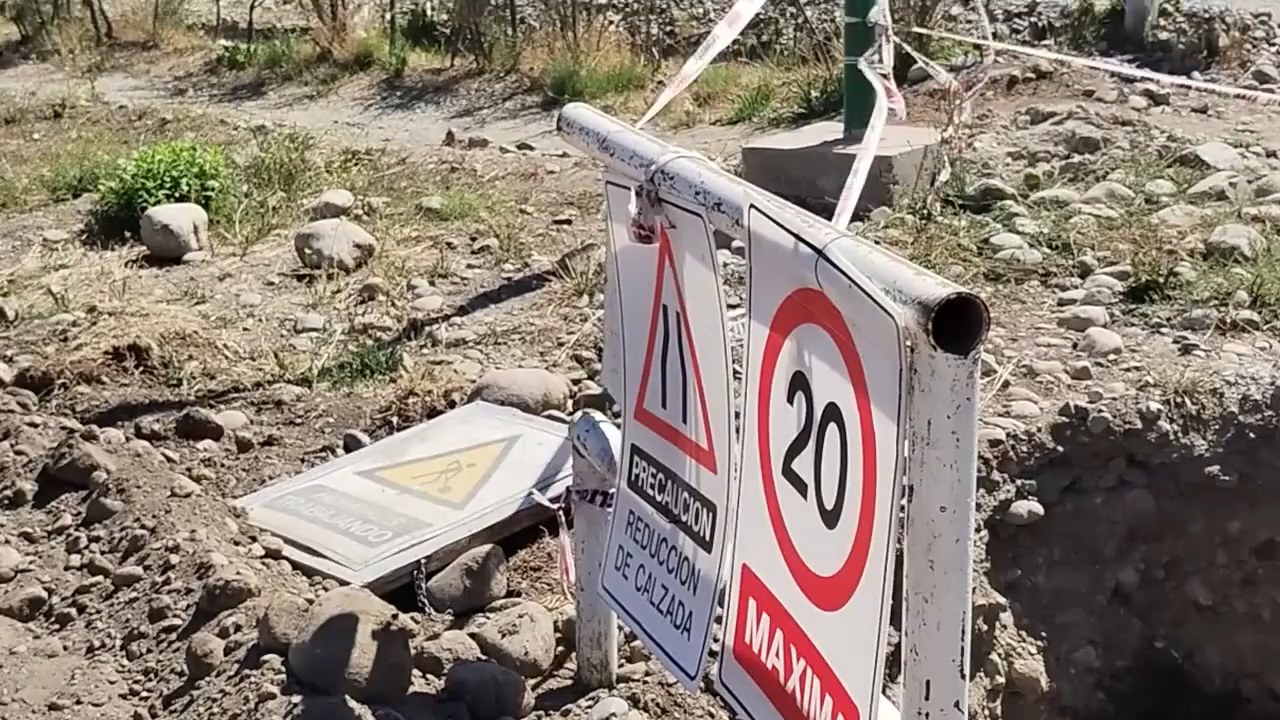 PRECAUCION
REDUCCION
DE CALZADA
20
MAXIMA
TRABAJANDO